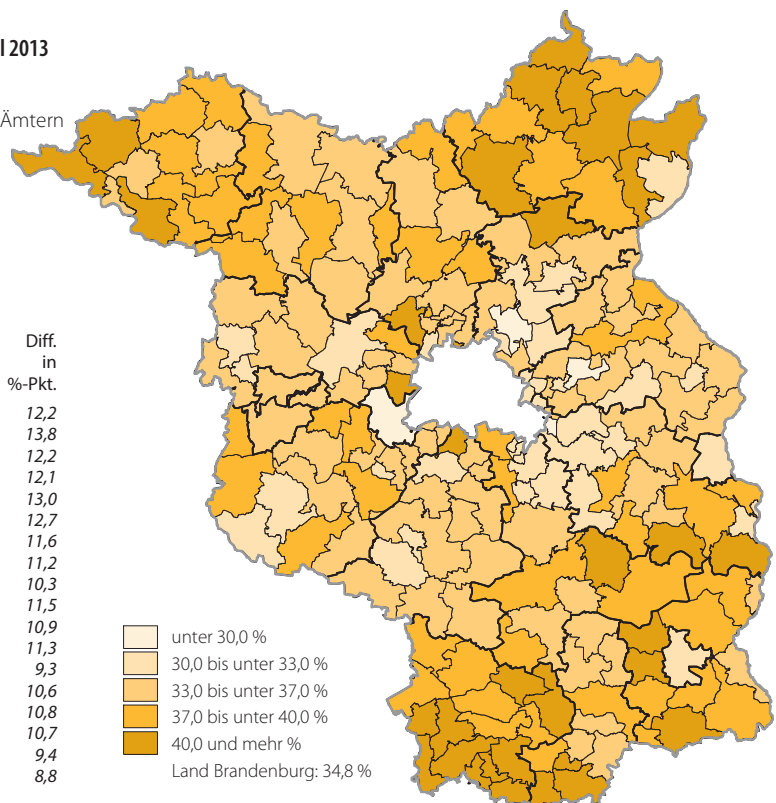 l 2013
Ämtern
Diff.
in
%-Pkt.
12,2
13,8
12,2
12,1
13,0
12,7
11,6
11,2
10,3
11,5
10,9
11,3
9,3
10,6
10,8
10,7
9,4
8,8
unter 30,0 %
30,0 bis unter 33,0 %
33,0 bis unter 37,0 %
37,0 bis unter 40,0 %
40,0 und mehr %
Land Brandenburg: 34,8 %